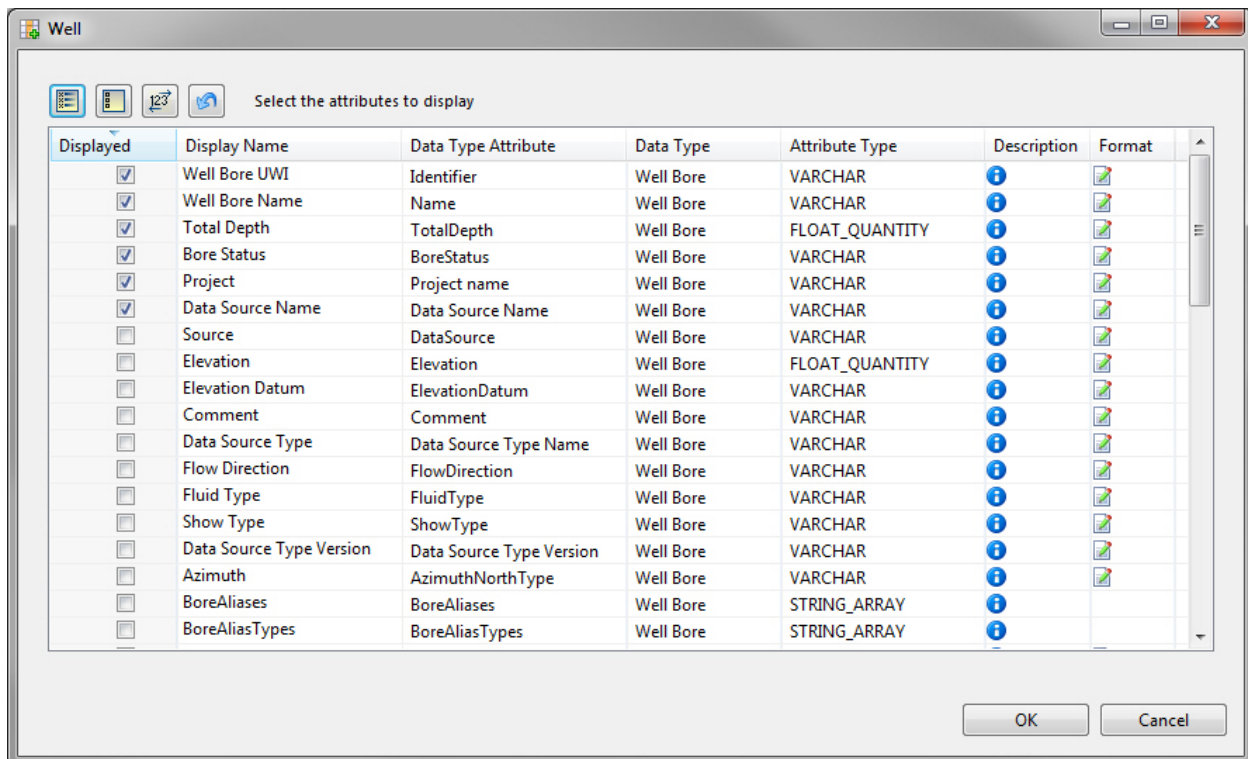 Well
123
Select the attributes to display
Displayed Display Name Data Type Attribute Data Type Attribute Type Description Format
Well Bore UWI Identifier Well Bore VARCHAR
Well Bore Name Name Well Bore VARCHAR
Total Depth TotalDepth Well Bore FLOAT_QUANTITY
Bore Status BoreStatus Well Bore VARCHAR
Project Project name Well Bore VARCHAR
Data Source Name Data Source Name Well Bore VARCHAR
Source DataSource Well Bore VARCHAR
Elevation Elevation Well Bore FLOAT_QUANTITY
Elevation Datum ElevationDatum Well Bore VARCHAR
Comment Comment Well Bore VARCHAR
Data Source Type Data Source Type Name Well Bore VARCHAR
Flow Direction FlowDirection Well Bore VARCHAR
Fluid Type FluidType Well Bore VARCHAR
Show Type ShowType Well Bore VARCHAR
Data Source Type Version Data Source Type Version Well Bore VARCHAR
Azimuth AzimuthNorthType Well Bore VARCHAR
BoreAliases BoreAliases Well Bore STRING_ARRAY
BoreAliasTypes BoreAliasTypes Well Bore STRING_ARRAY
OK Cancel